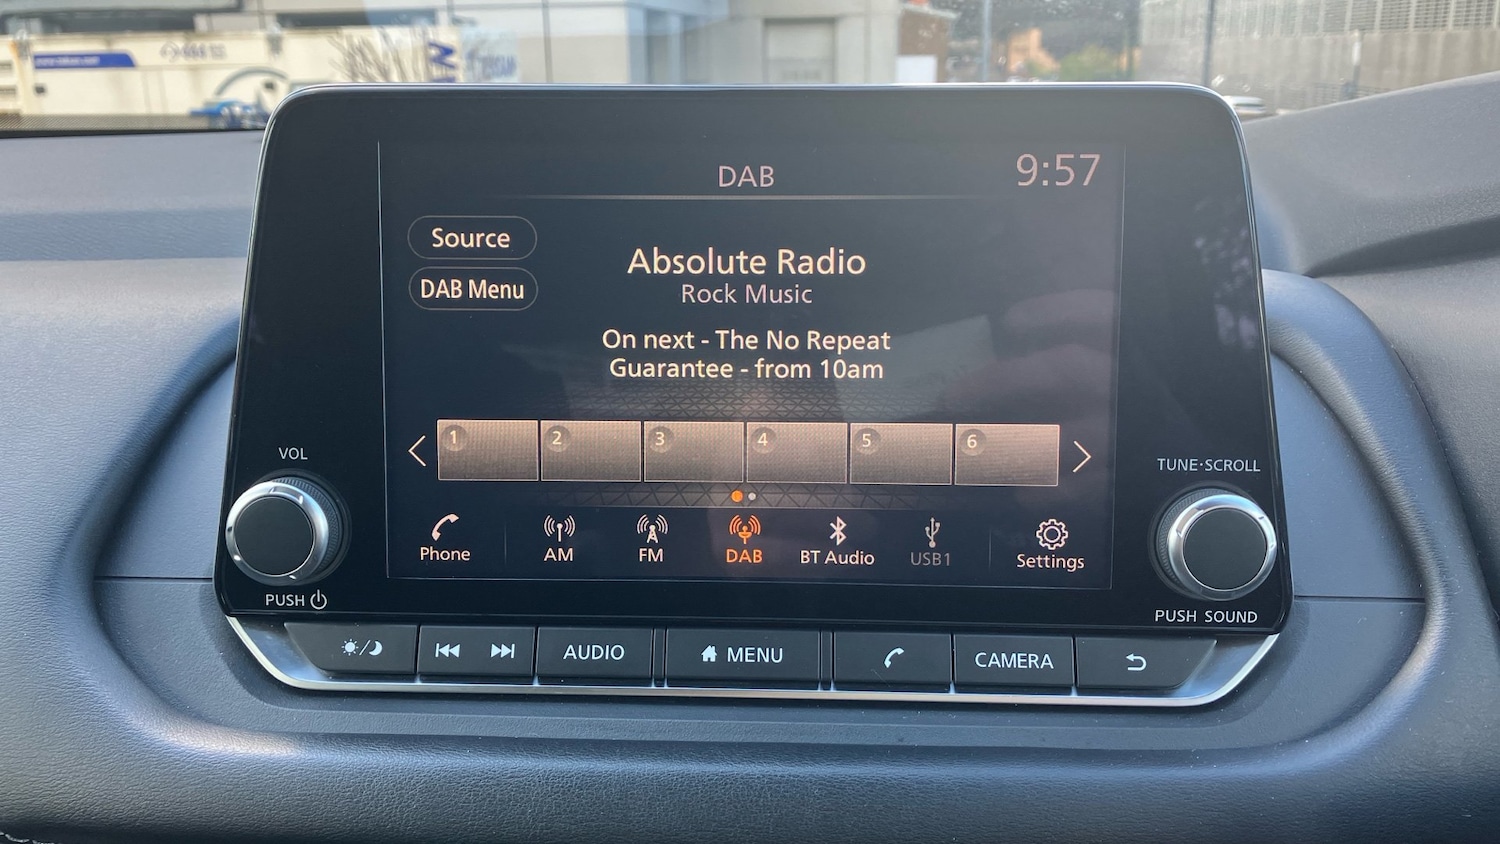 DAB
9:57
Source
DAB Menu
Absolute Radio
Rock Music
On next - The No Repeat
Guarantee - from 10am
1 2 3 4 5 6
Phone AM FM DAB BT Audio USB1 Settings
VOL
PUSH
TUNE·SCROLL
PUSH SOUND
AUDIO MENU CAMERA